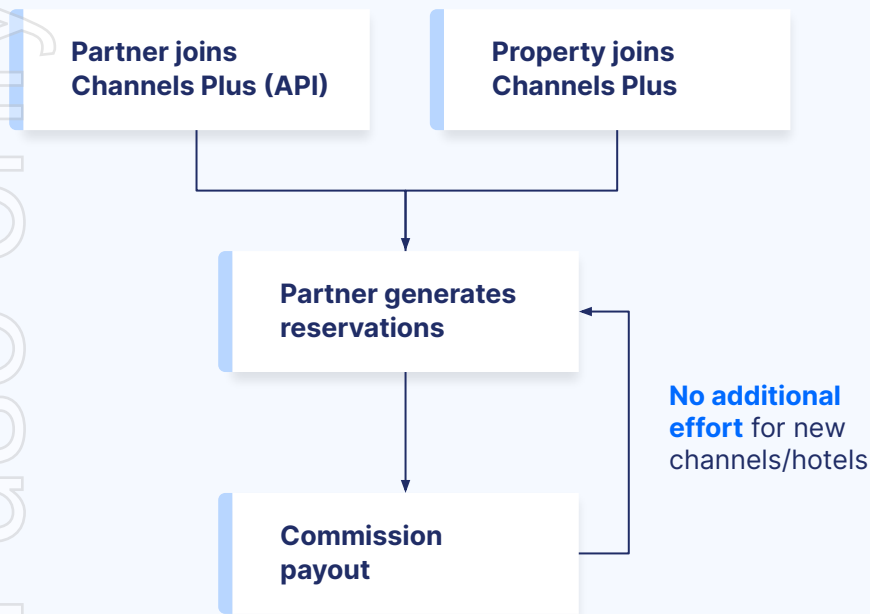 Partner joins
Channels Plus (API)
Property joins
Channels Plus
Partner generates
reservations
No additional
effort for new
channels/hotels
Commission
payout